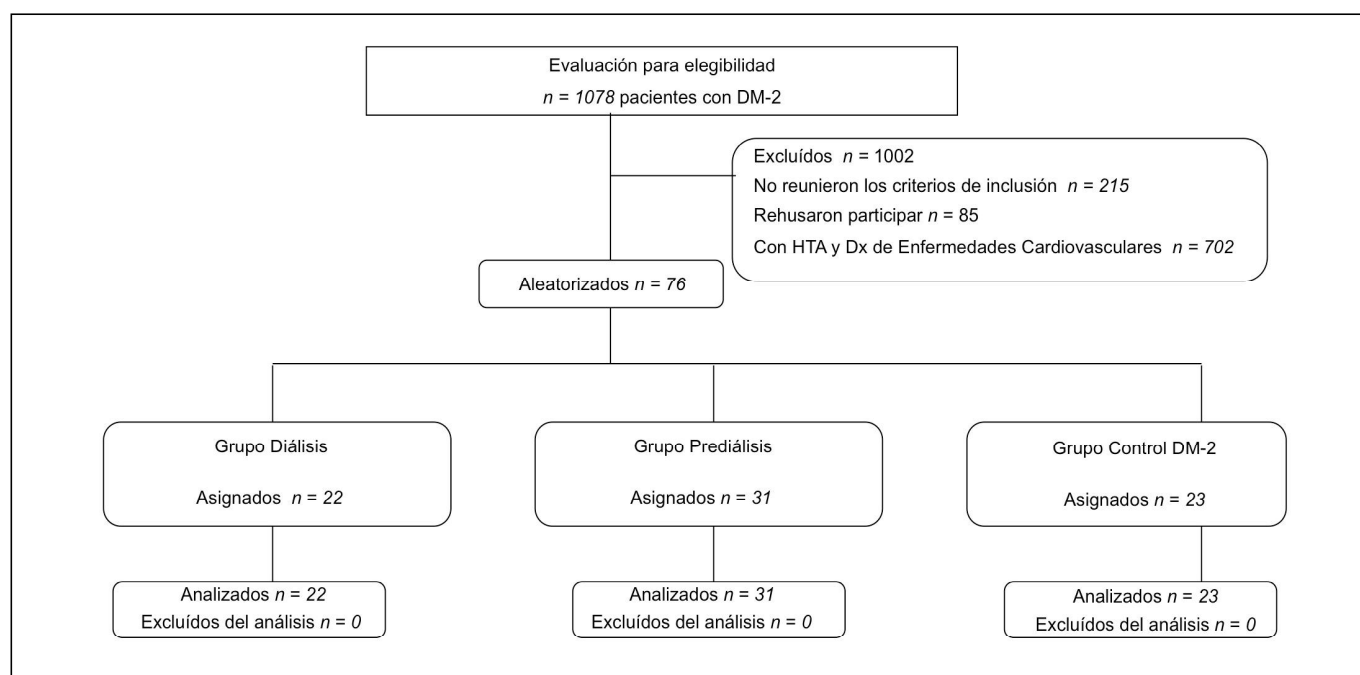 Evaluación para elegibilidad
n = 1078 pacientes con DM-2
Excluídos n = 1002
No reunieron los criterios de inclusión n = 215
Rehusaron participar n = 85
Con HTA y Dx de Enfermedades Cardiovasculares n = 702
Aleatorizados n = 76
Grupo Diálisis
Asignados n = 22
Grupo Prediálisis
Asignados n = 31
Grupo Control DM-2
Asignados n = 23
Analizados n = 22
Excluídos del análisis n = 0
Analizados n = 31
Excluídos del análisis n = 0
Analizados n = 23
Excluídos del análisis n = 0